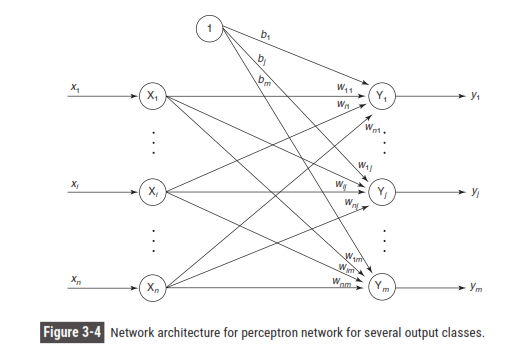 1
b₁
bⱼ
bₘ
x₁ X₁ w₁₁ Y₁ y₁
wᵢ₁
wₙ₁
w₁ⱼ
xᵢ Xᵢ wᵢⱼ Yⱼ yⱼ
wₙⱼ
w₁ₘ
wᵢₘ
xₙ Xₙ wₙₘ Yₘ yₘ
Figure 3-4 Network architecture for perceptron network for several output classes.